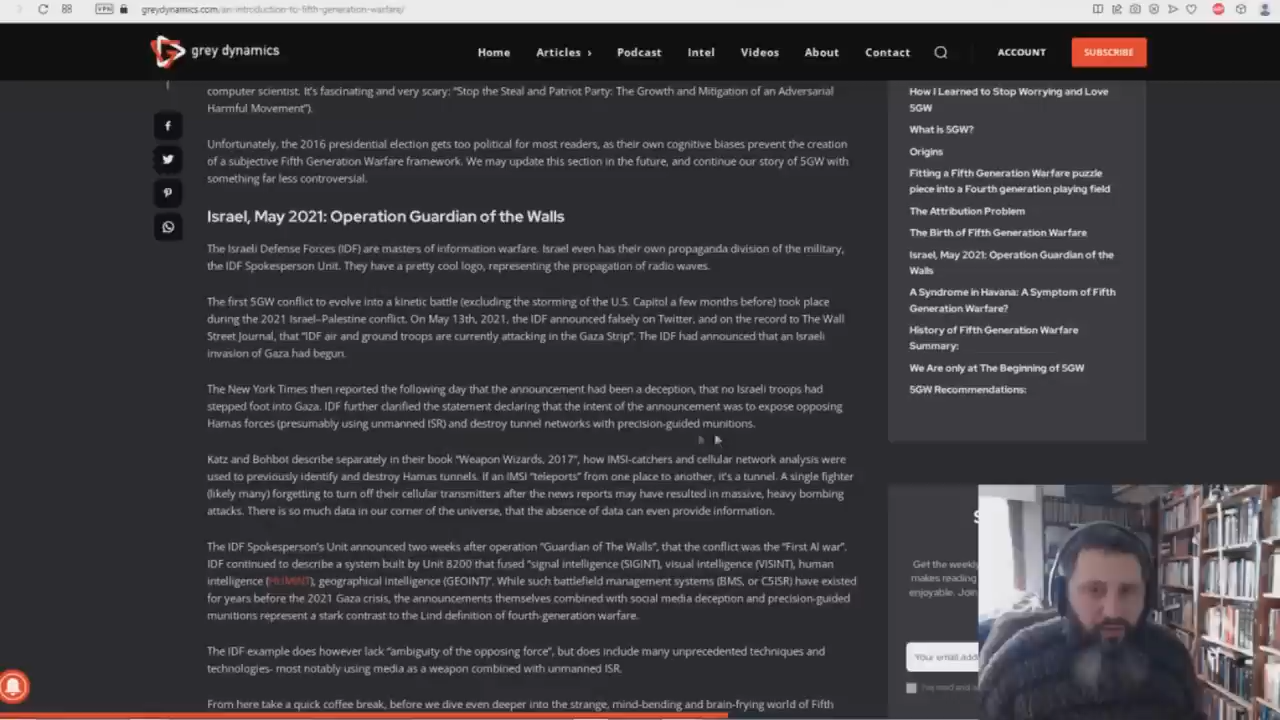 VPN
greydynamics.com/an-introduction-to-fifth-generation-warfare/
grey dynamics
Home
Articles ›
Podcast
Intel
Videos
About
Contact
ACCOUNT
SUBSCRIBE
computer scientist. It's fascinating and very scary: "Stop the Steal and Patriot Party: The Growth and Mitigation of an Adversarial
Harmful Movement").
Unfortunately, the 2016 presidential election gets too political for most readers, as their own cognitive biases prevent the creation
of a subjective Fifth Generation Warfare framework. We may update this section in the future, and continue our story of 5GW with
something far less controversial.
Israel, May 2021: Operation Guardian of the Walls
The Israeli Defense Forces (IDF) are masters of information warfare. Israel even has their own propaganda division of the military,
the IDF Spokesperson Unit. They have a pretty cool logo, representing the propagation of radio waves.
The first 5GW conflict to evolve into a kinetic battle (excluding the storming of the U.S. Capitol a few months before) took place
during the 2021 Israel–Palestine conflict. On May 13th, 2021, the IDF announced falsely on Twitter, and on the record to The Wall
Street Journal, that "IDF air and ground troops are currently attacking in the Gaza Strip". The IDF had announced that an Israeli
invasion of Gaza had begun.
The New York Times then reported the following day that the announcement had been a deception, that no Israeli troops had
stepped foot into Gaza. IDF further clarified the statement declaring that the intent of the announcement was to expose opposing
Hamas forces (presumably using unmanned ISR) and destroy tunnel networks with precision-guided munitions.
Katz and Bohbot describe separately in their book "Weapon Wizards, 2017", how IMSI-catchers and cellular network analysis were
used to previously identify and destroy Hamas tunnels. If an IMSI "teleports" from one place to another, it's a tunnel. A single fighter
(likely many) forgetting to turn off their cellular transmitters after the news reports may have resulted in massive, heavy bombing
attacks. There is so much data in our corner of the universe, that the absence of data can even provide information.
The IDF Spokesperson's Unit announced two weeks after operation "Guardian of The Walls", that the conflict was the "First AI war".
IDF continued to describe a system built by Unit 8200 that fused "signal intelligence (SIGINT), visual intelligence (VISINT), human
intelligence (HUMINT), geographical intelligence (GEOINT)". While such battlefield management systems (BMS, or C5ISR) have existed
for years before the 2021 Gaza crisis, the announcements themselves combined with social media deception and precision-guided
munitions represent a stark contrast to the Lind definition of fourth-generation warfare.
The IDF example does however lack "ambiguity of the opposing force", but does include many unprecedented techniques and
technologies- most notably using media as a weapon combined with unmanned ISR.
From here take a quick coffee break, before we dive even deeper into the strange, mind-bending and brain-frying world of Fifth
How I Learned to Stop Worrying and Love
5GW
What is 5GW?
Origins
Fitting a Fifth Generation Warfare puzzle
piece into a Fourth generation playing field
The Attribution Problem
The Birth of Fifth Generation Warfare
Israel, May 2021: Operation Guardian of the
Walls
A Syndrome in Havana: A Symptom of Fifth
Generation Warfare?
History of Fifth Generation Warfare
Summary:
We Are only at The Beginning of 5GW
5GW Recommendations:
Get the weekly
makes reading
enjoyable. Join
Your email
I've read and